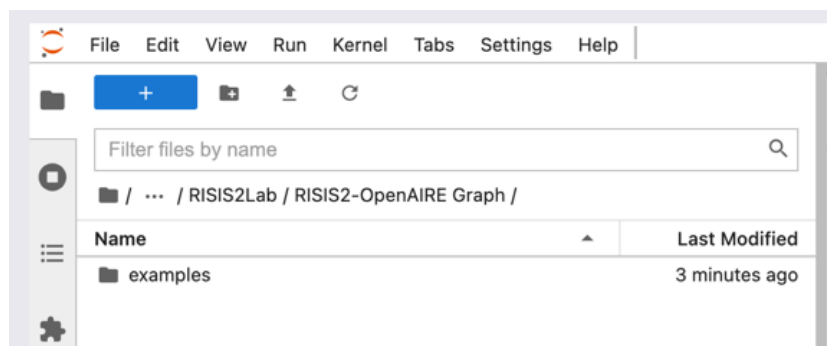 File Edit View Run Kernel Tabs Settings Help
+
Filter files by name
/ ··· / RISIS2Lab / RISIS2-OpenAIRE Graph /
Name Last Modified
examples 3 minutes ago